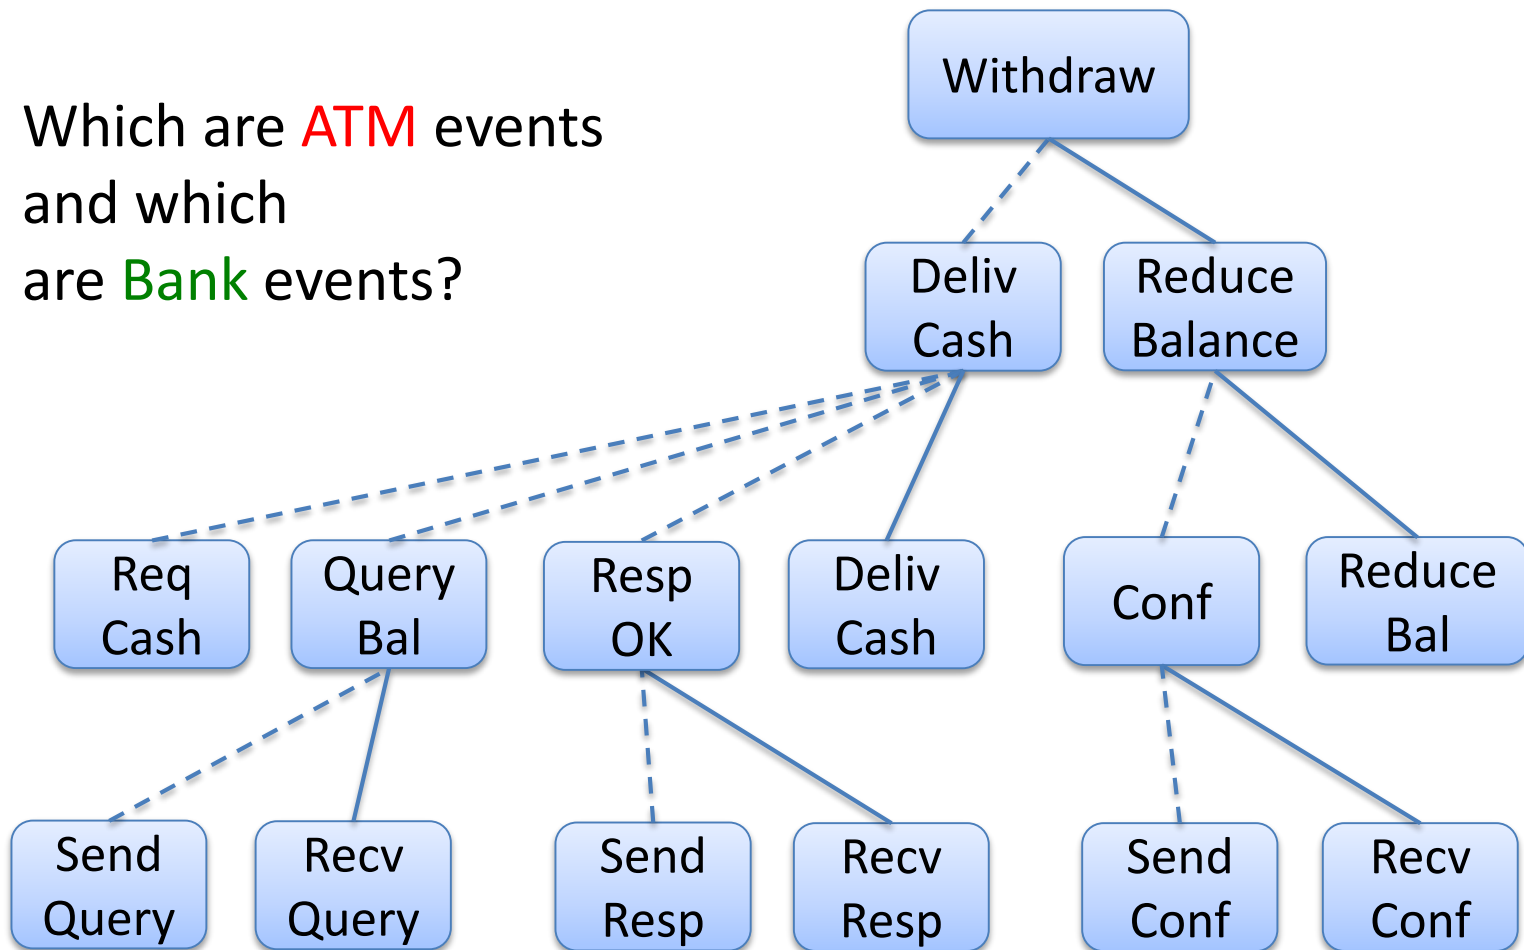 Which are ATM events
and which
are Bank events?
Withdraw
Deliv
Cash
Reduce
Balance
Req
Cash
Query
Bal
Resp
OK
Deliv
Cash
Conf
Reduce
Bal
Send
Query
Recv
Query
Send
Resp
Recv
Resp
Send
Conf
Recv
Conf